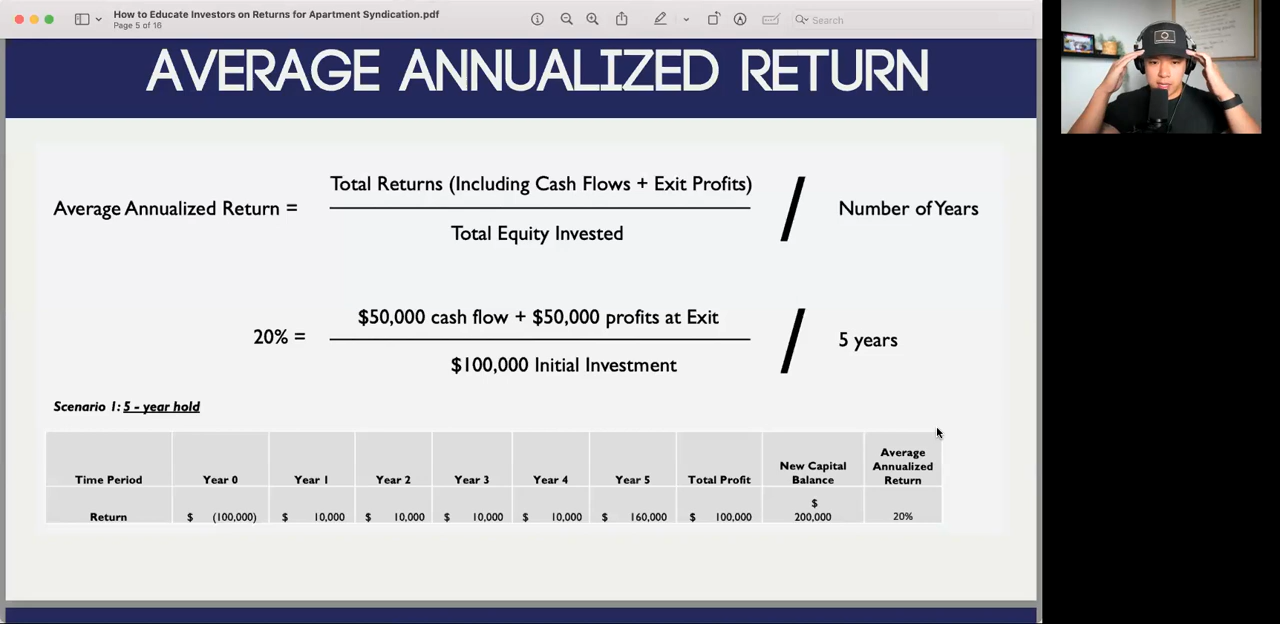 How to Educate Investors on Returns for Apartment Syndication.pdf
Page 5 of 16
Search
AVERAGE ANNUALIZED RETURN
Total Returns (Including Cash Flows + Exit Profits)
Average Annualized Return =
/
Number of Years
Total Equity Invested
$50,000 cash flow + $50,000 profits at Exit
20% =
/
5 years
$100,000 Initial Investment
Scenario 1: 5 - year hold
Time Period Year 0 Year 1 Year 2 Year 3 Year 4 Year 5 Total Profit New Capital Balance Average Annualized Return
Return $ (100,000) $ 10,000 $ 10,000 $ 10,000 $ 10,000 $ 160,000 $ 100,000 $ 200,000 20%